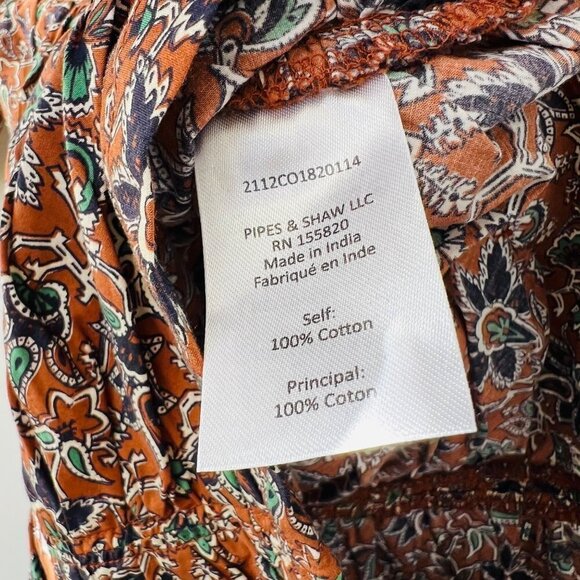 2112CO1820114
PIPES & SHAW LLC
RN 155820
Made in India
Fabriqué en Inde
Self:
100% Cotton
Principal:
100% Coton